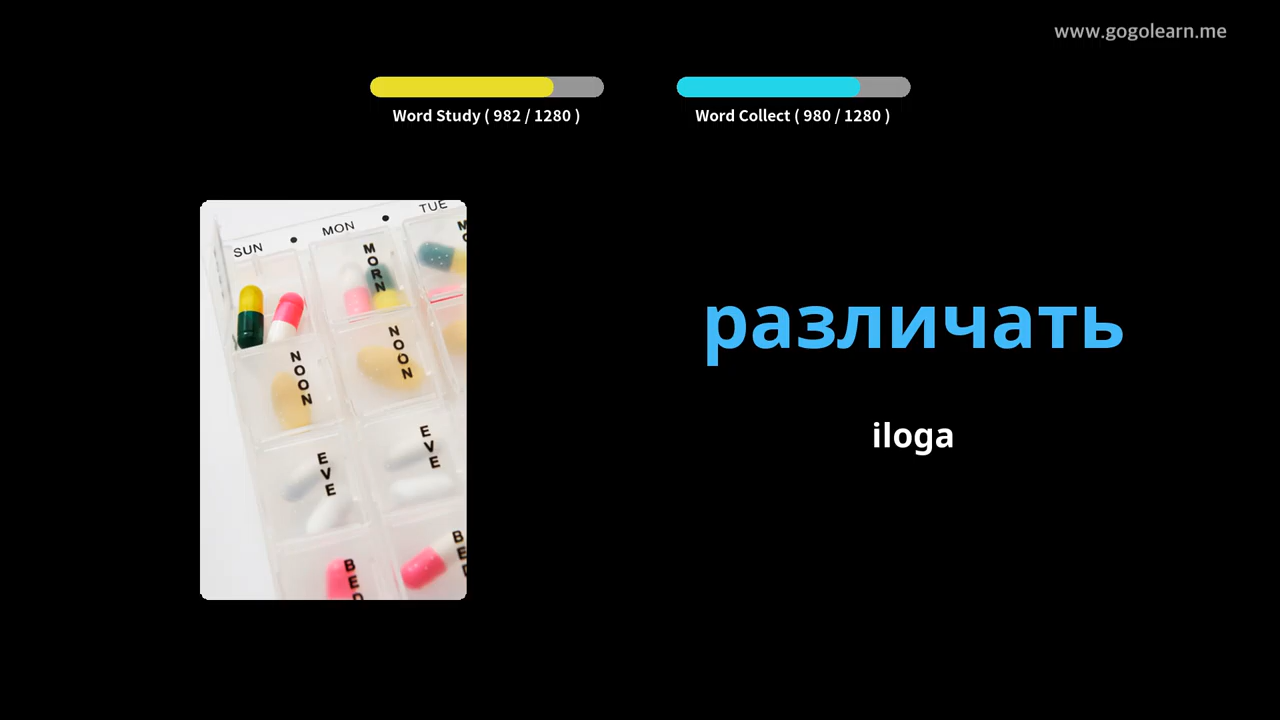 www.gogolearn.me
Word Study ( 982 / 1280 )
Word Collect ( 980 / 1280 )
SUN • MON • TUE
MORN
NOON
NOON
EVE
EVE
BED
различать
iloga